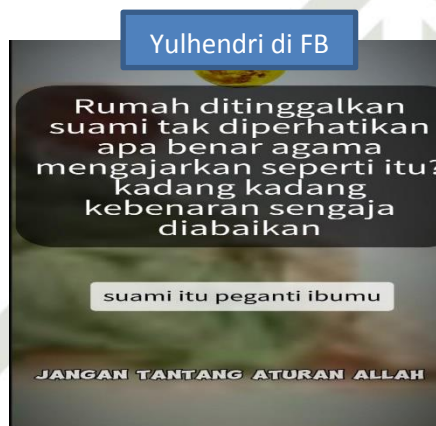 Yulhendri di FB
Rumah ditinggalkan
suami tak diperhatikan
apa benar agama
mengajarkan seperti itu?
kadang kadang
kebenaran sengaja
diabaikan
suami itu peganti ibumu
JANGAN TANTANG ATURAN ALLAH